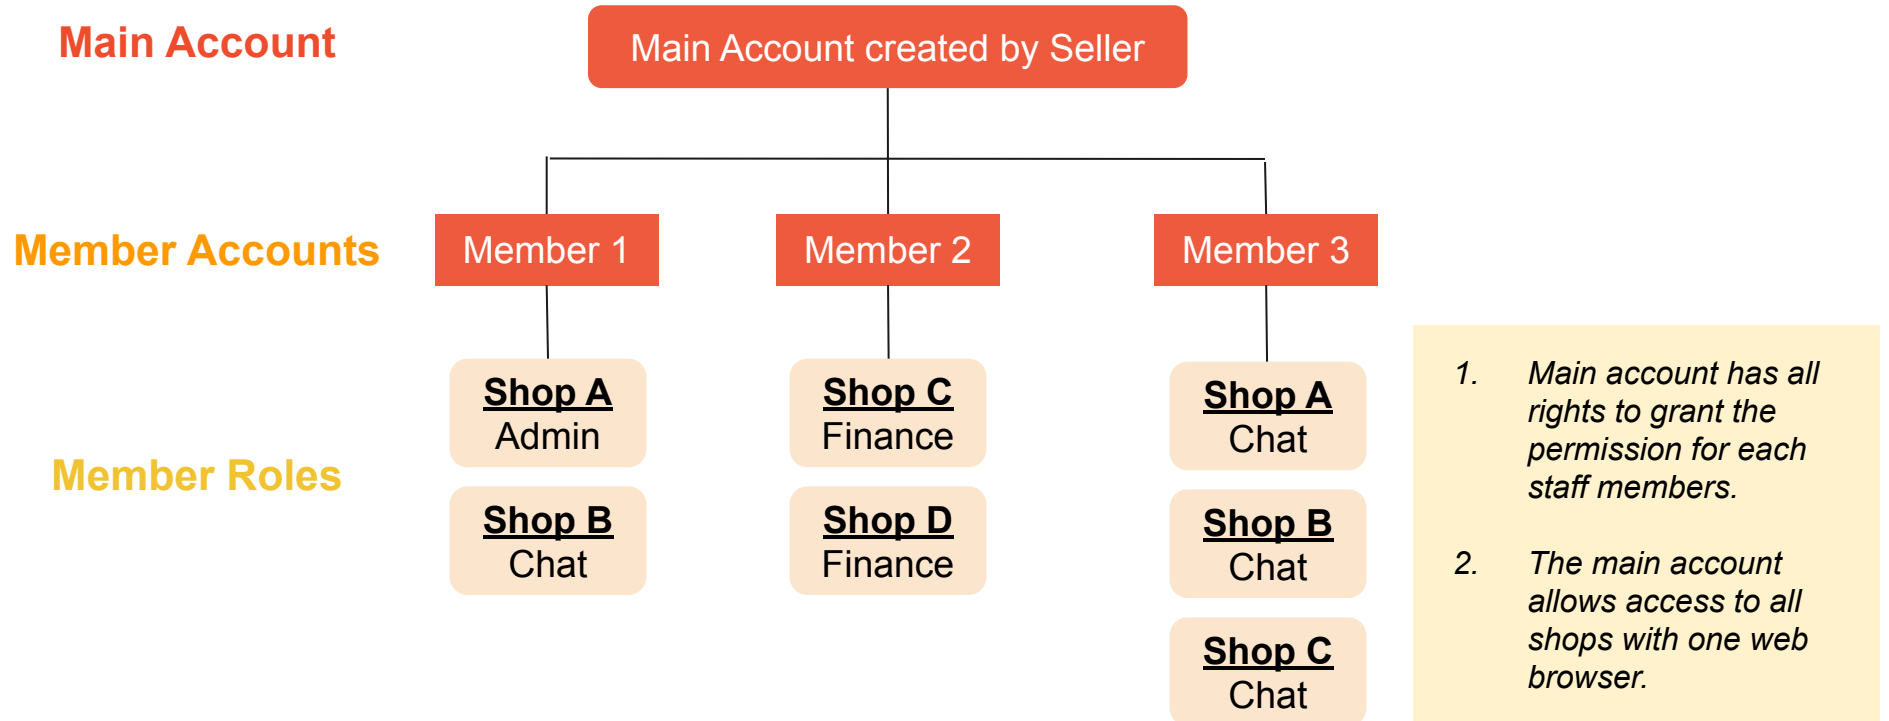 Main Account
Main Account created by Seller
Member Accounts
Member 1
Member 2
Member 3
Member Roles
Shop A
Admin
Shop B
Chat
Shop C
Finance
Shop D
Finance
Shop A
Chat
Shop B
Chat
Shop C
Chat
1. Main account has all
rights to grant the
permission for each
staff members.
2. The main account
allows access to all
shops with one web
browser.